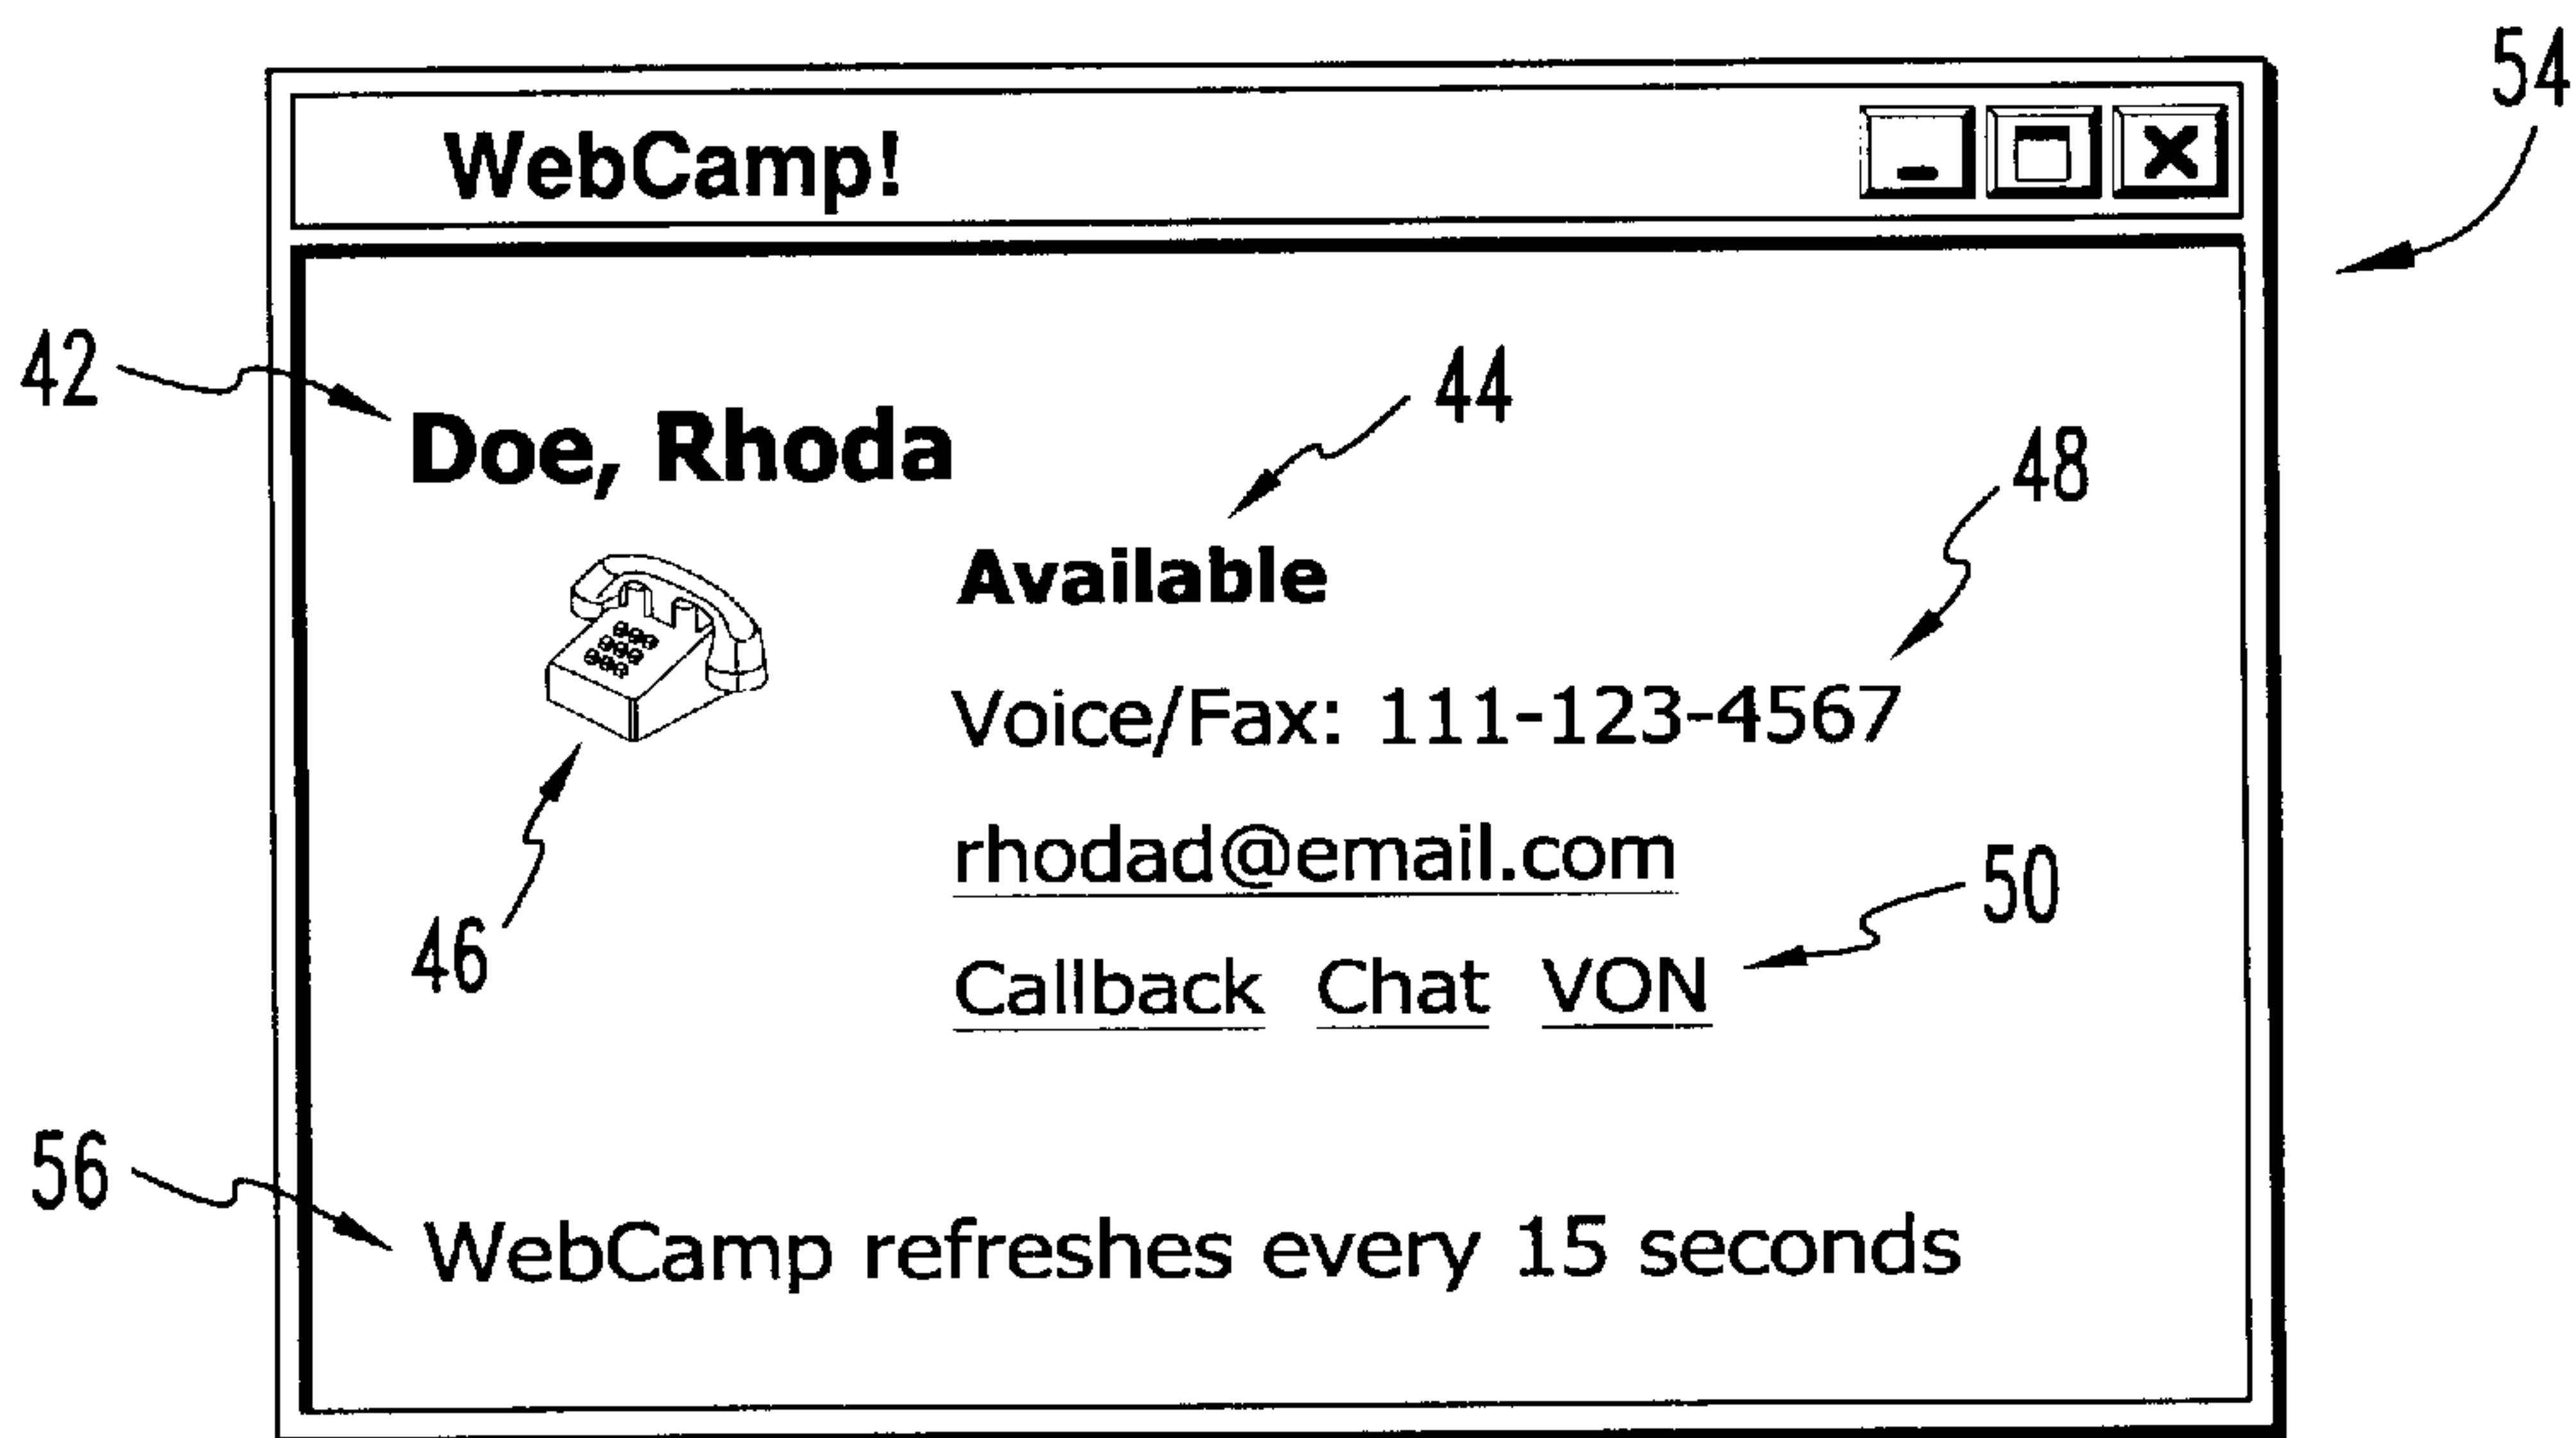 54
WebCamp!
42
44
Doe, Rhoda
48
Available
Voice/Fax: 111-123-4567
rhodad@email.com
50
46
Callback Chat VON
56
WebCamp refreshes every 15 seconds